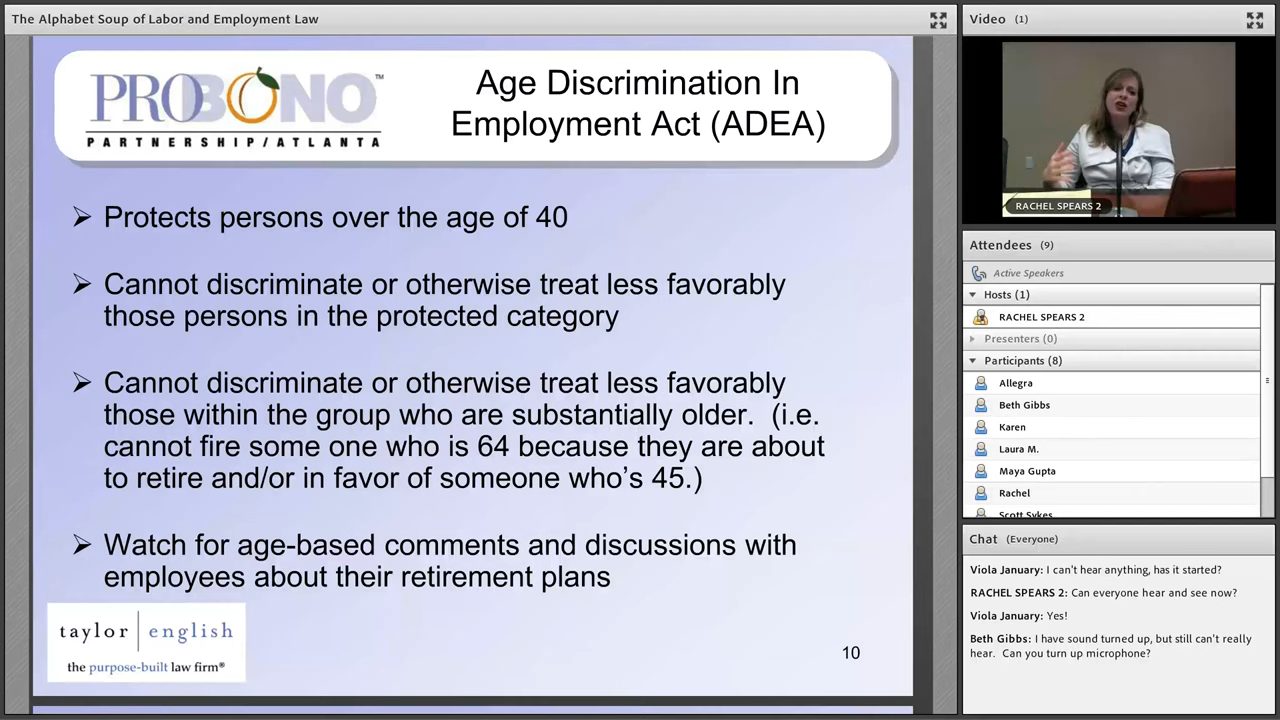 The Alphabet Soup of Labor and Employment Law
PROBONO™
PARTNERSHIP/ATLANTA
Age Discrimination In
Employment Act (ADEA)
Protects persons over the age of 40
Cannot discriminate or otherwise treat less favorably
those persons in the protected category
Cannot discriminate or otherwise treat less favorably
those within the group who are substantially older.  (i.e.
cannot fire some one who is 64 because they are about
to retire and/or in favor of someone who’s 45.)
Watch for age-based comments and discussions with
employees about their retirement plans
taylor | english
the purpose-built law firm®
10
Video (1)
RACHEL SPEARS 2
Attendees (9)
Active Speakers
Hosts (1)
RACHEL SPEARS 2
Presenters (0)
Participants (8)
Allegra
Beth Gibbs
Karen
Laura M.
Maya Gupta
Rachel
Scott Sykes
Chat (Everyone)
Viola January: I can't hear anything, has it started?
RACHEL SPEARS 2: Can everyone hear and see now?
Viola January: Yes!
Beth Gibbs: I have sound turned up, but still can't really
hear.  Can you turn up microphone?